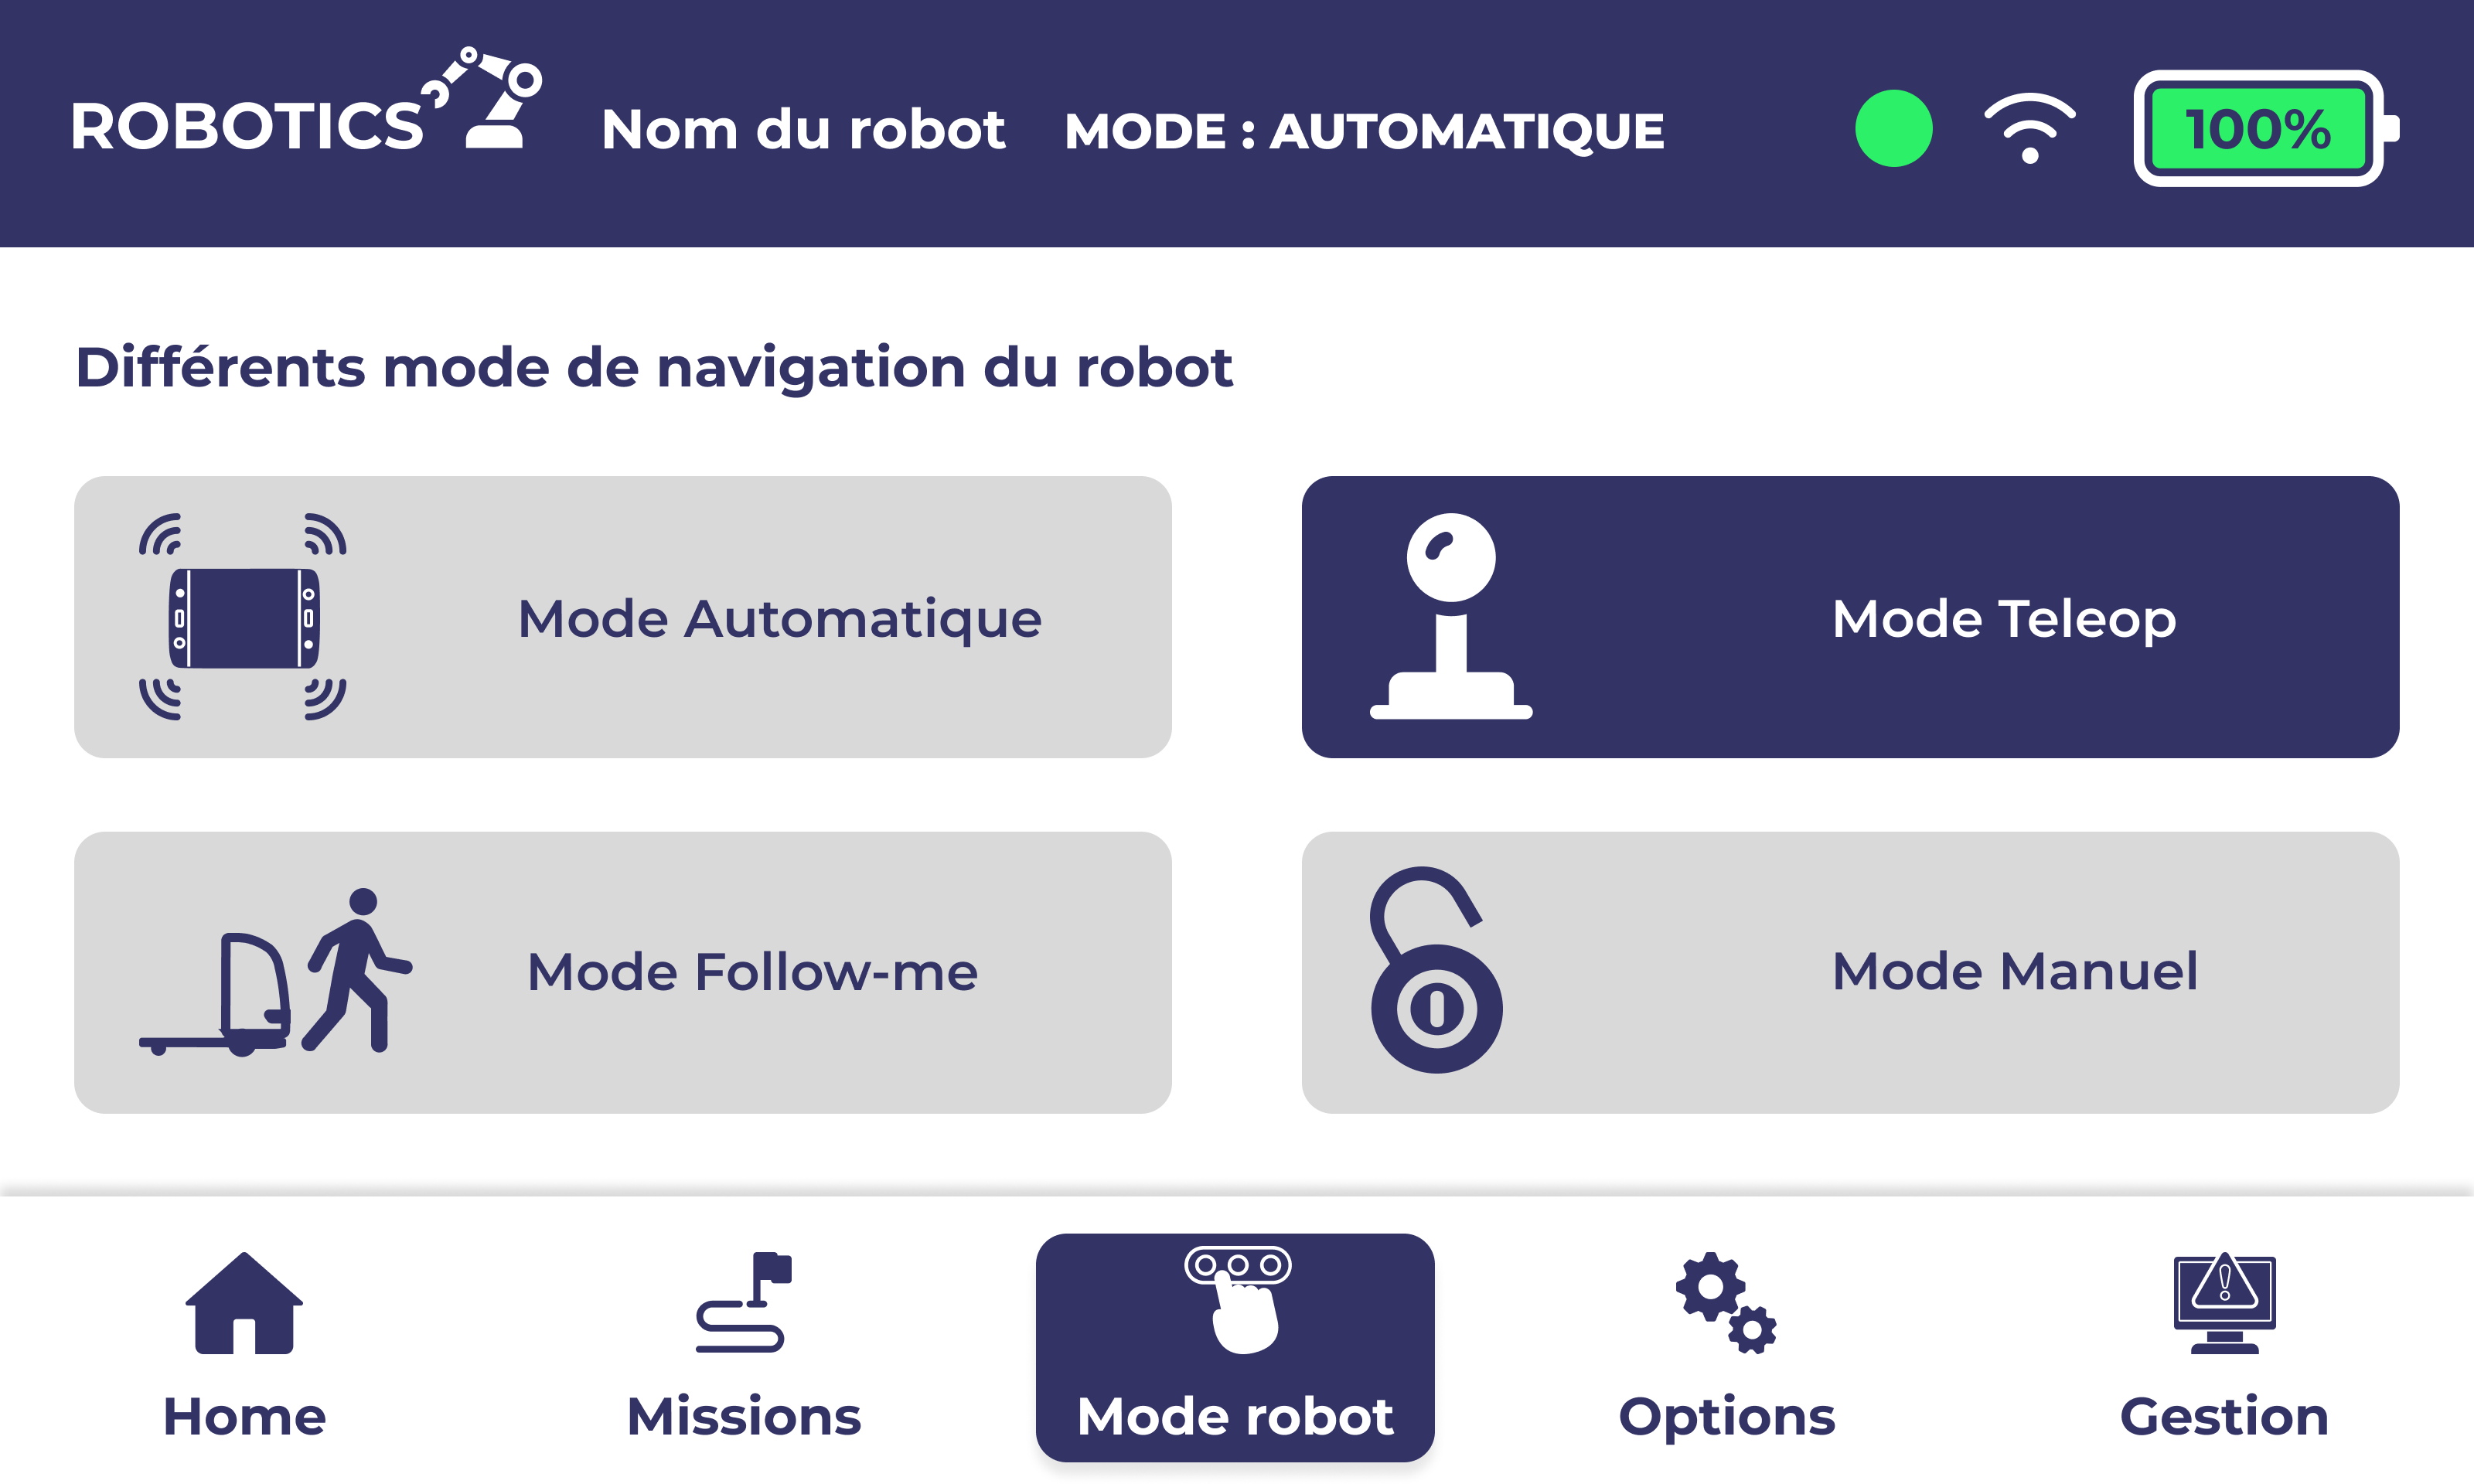 ROBOTICS Nom du robot MODE : AUTOMATIQUE 100%
Différents mode de navigation du robot
Mode Automatique
Mode Teleop
Mode Follow-me
Mode Manuel
Home
Missions
Mode robot
Options
Gestion